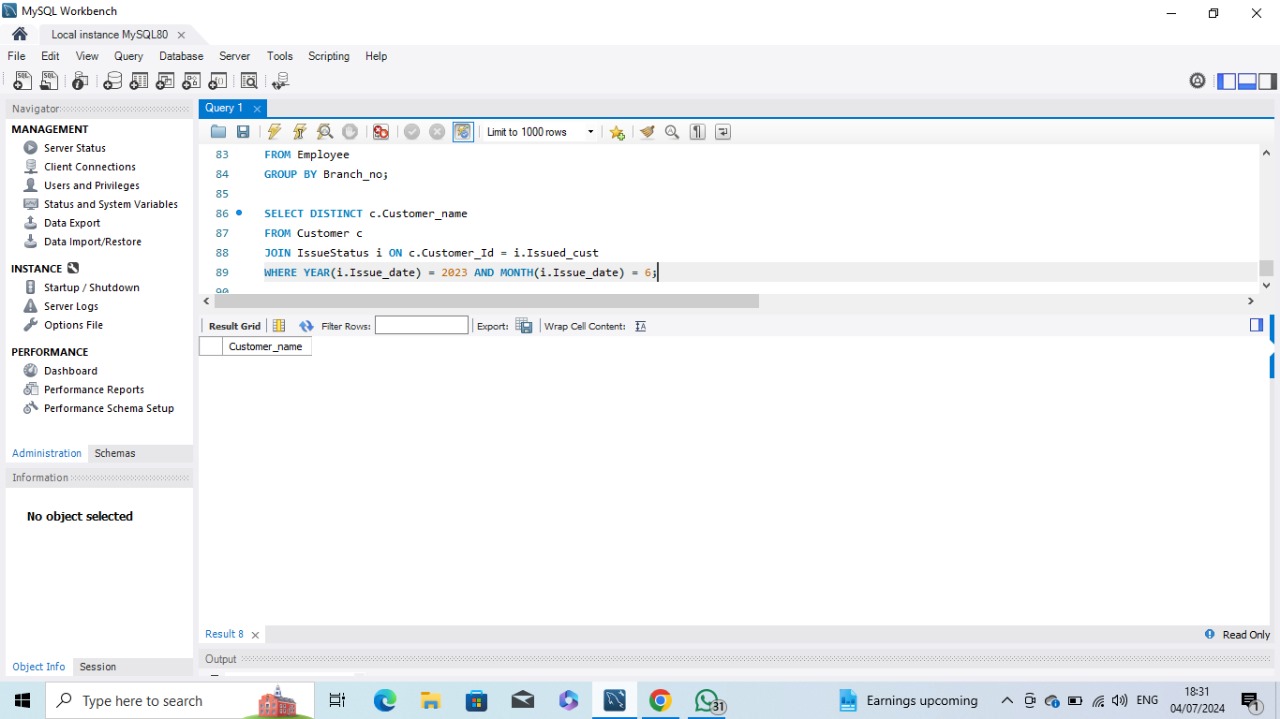 MySQL Workbench
Local instance MySQL80
File Edit View Query Database Server Tools Scripting Help
Navigator
MANAGEMENT
Server Status
Client Connections
Users and Privileges
Status and System Variables
Data Export
Data Import/Restore
INSTANCE
Startup / Shutdown
Server Logs
Options File
PERFORMANCE
Dashboard
Performance Reports
Performance Schema Setup
Administration Schemas
Information
No object selected
Object Info Session
Query 1
Limit to 1000 rows
83 FROM Employee
84 GROUP BY Branch_no;
85
86 SELECT DISTINCT c.Customer_name
87 FROM Customer c
88 JOIN IssueStatus i ON c.Customer_Id = i.Issued_cust
89 WHERE YEAR(i.Issue_date) = 2023 AND MONTH(i.Issue_date) = 6;
90
Result Grid Filter Rows: Export: Wrap Cell Content:
Customer_name
Result 8
Read Only
Output
Type here to search
31
Earnings upcoming
ENG
8:31
04/07/2024
1